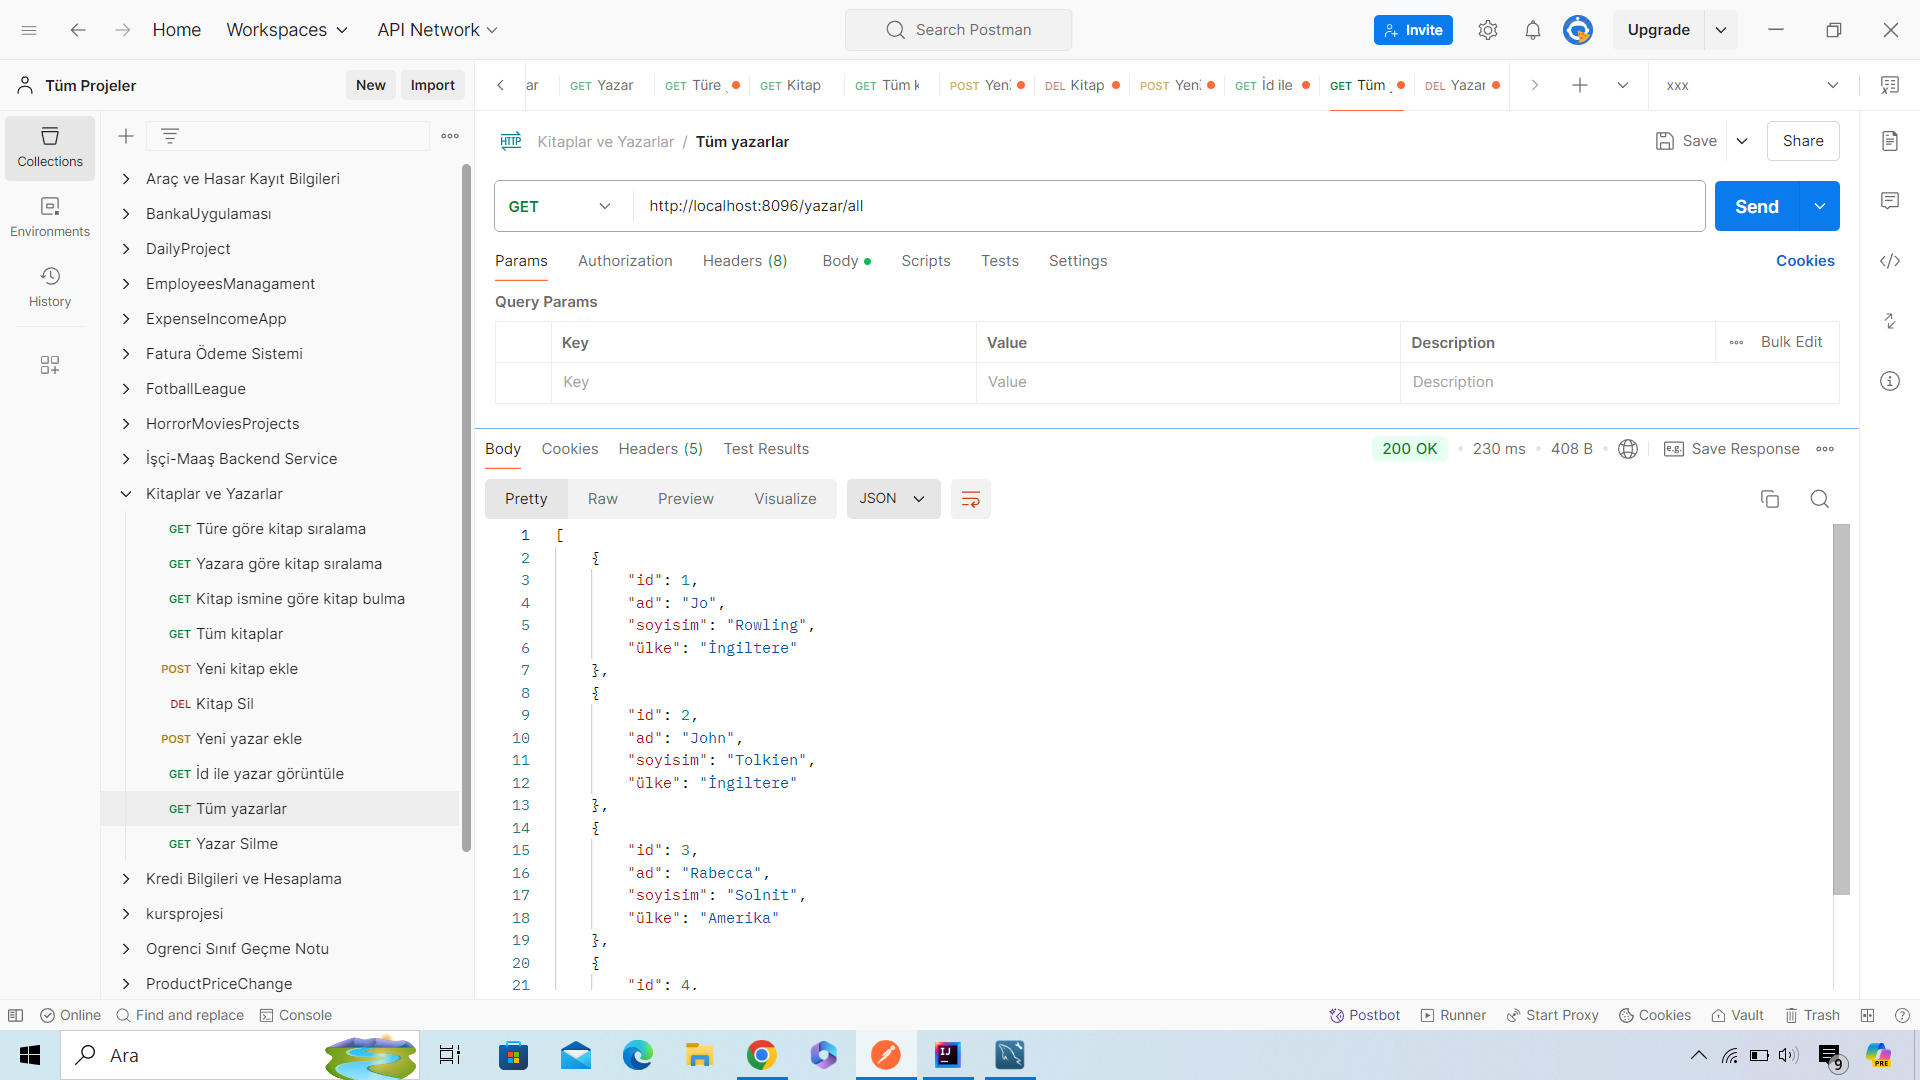 Home Workspaces API Network Search Postman Invite Upgrade
Tüm Projeler New Import
ar GET Yazar GET Türe GET Kitap GET Tüm k POST Yeni DEL Kitap POST Yeni GET İd ile GET Tüm DEL Yazar xxx
Collections
Environments
History
Araç ve Hasar Kayıt Bilgileri
BankaUygulaması
DailyProject
EmployeesManagament
ExpenseIncomeApp
Fatura Ödeme Sistemi
FotballLeague
HorrorMoviesProjects
İşçi-Maaş Backend Service
Kitaplar ve Yazarlar
GET Türe göre kitap sıralama
GET Yazara göre kitap sıralama
GET Kitap ismine göre kitap bulma
GET Tüm kitaplar
POST Yeni kitap ekle
DEL Kitap Sil
POST Yeni yazar ekle
GET İd ile yazar görüntüle
GET Tüm yazarlar
GET Yazar Silme
Kredi Bilgileri ve Hesaplama
kursprojesi
Ogrenci Sınıf Geçme Notu
ProductPriceChange
HTTP Kitaplar ve Yazarlar / Tüm yazarlar Save Share
GET http://localhost:8096/yazar/all Send
Params Authorization Headers (8) Body Scripts Tests Settings Cookies
Query Params
Key Value Description Bulk Edit
Key Value Description
Body Cookies Headers (5) Test Results 200 OK 230 ms 408 B e.g. Save Response
Pretty Raw Preview Visualize JSON
1 [
2 {
3 "id": 1,
4 "ad": "Jo",
5 "soyisim": "Rowling",
6 "ülke": "İngiltere"
7 },
8 {
9 "id": 2,
10 "ad": "John",
11 "soyisim": "Tolkien",
12 "ülke": "İngiltere"
13 },
14 {
15 "id": 3,
16 "ad": "Rabecca",
17 "soyisim": "Solnit",
18 "ülke": "Amerika"
19 },
20 {
21 "id": 4,
Online Find and replace Console Postbot Runner Start Proxy Cookies Vault Trash
Ara IJ 9 PRE